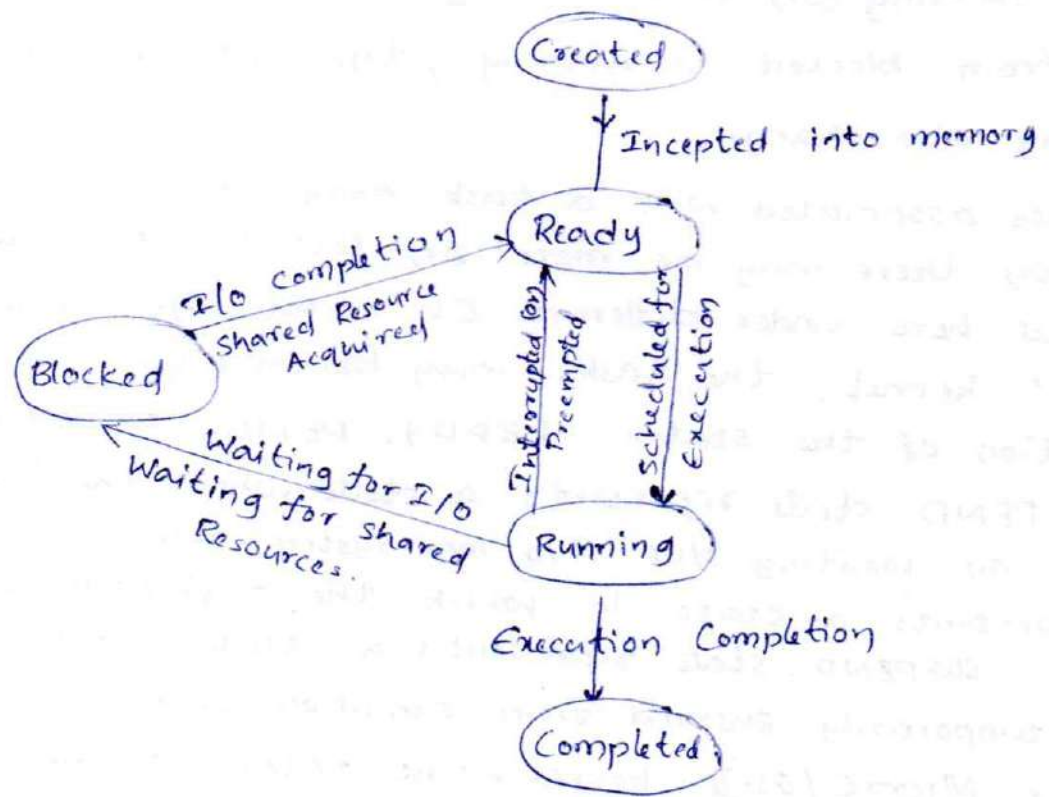 Created
Incepted into memory
Ready
I/O Completion
Shared Resource
Acquired
Blocked
Interrupted on
Preempted
Scheduled for
Execution
Waiting for I/O
Waiting for shared
Resources.
Running
Execution Completion
Completed